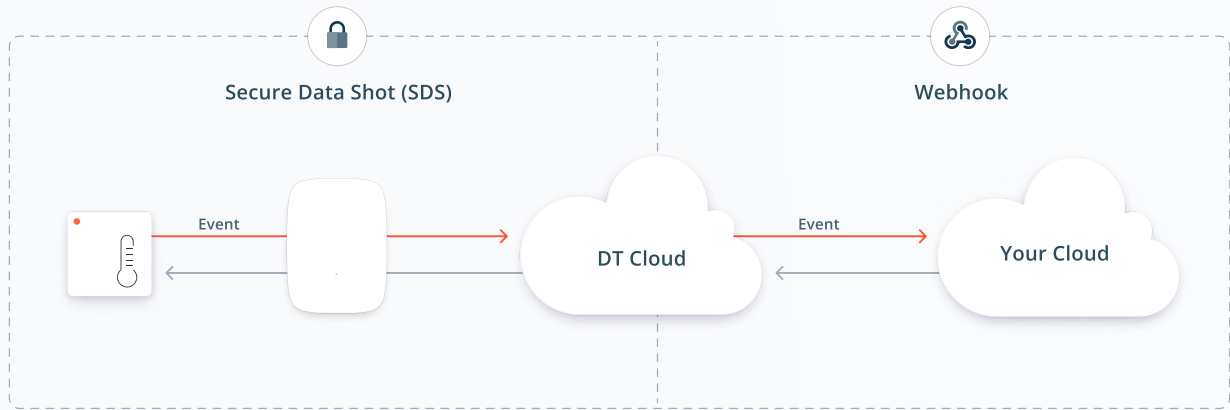 Secure Data Shot (SDS)
Webhook
Event
Event
DT Cloud
Your Cloud